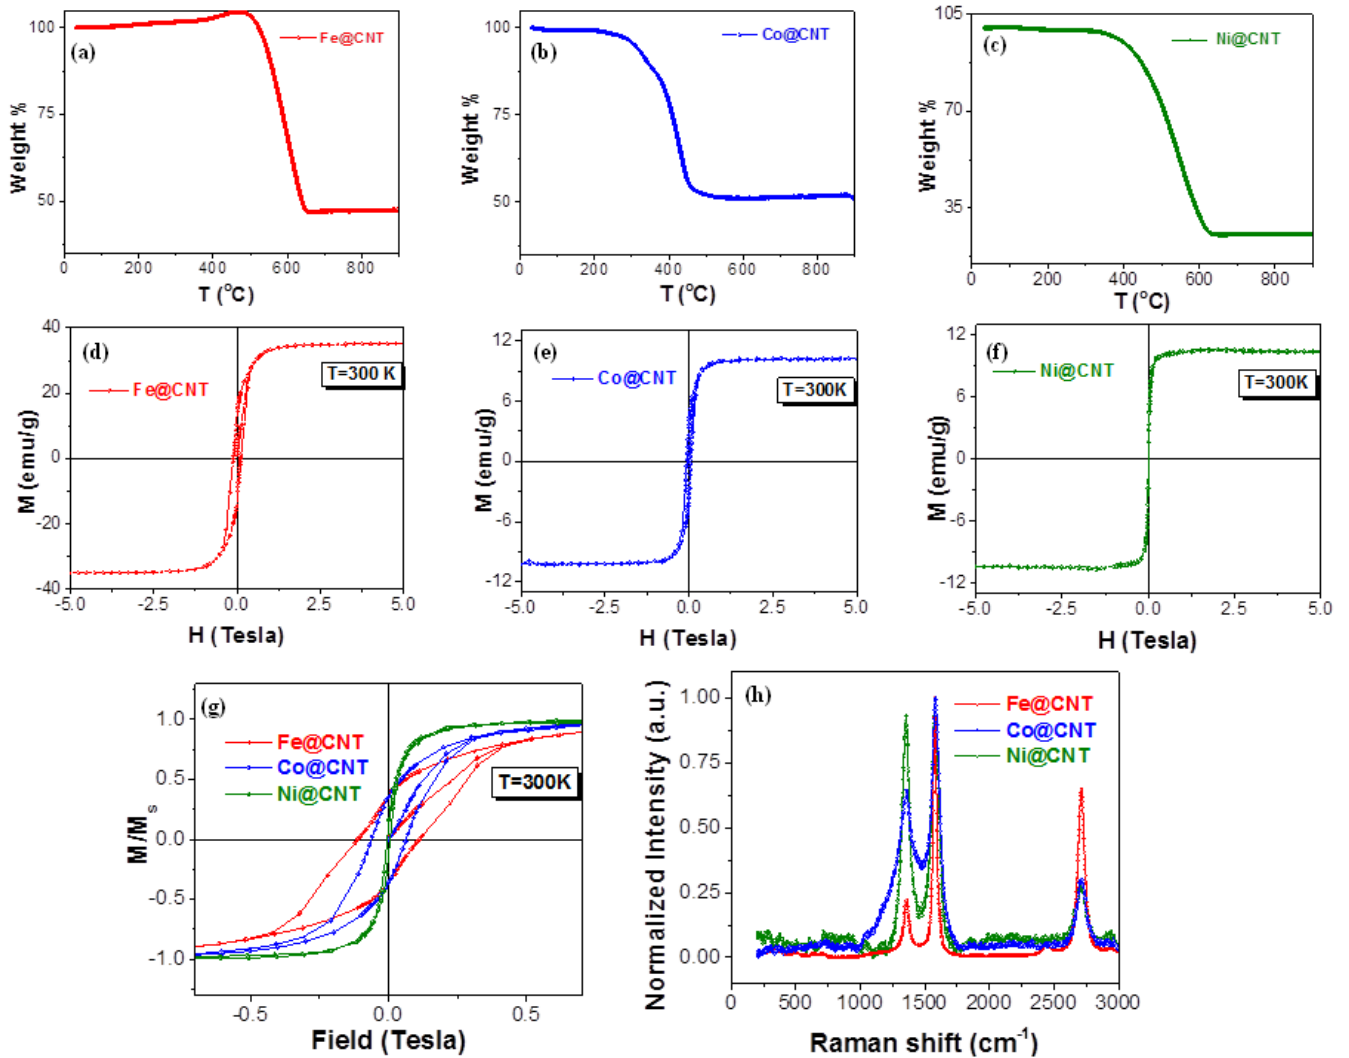 (a)
Fe@CNT
Weight %
100
75
50
0
200
400
600
800
T (°C)
(b)
Co@CNT
Weight %
100
75
50
0
200
400
600
800
T (°C)
(c)
Ni@CNT
Weight %
105
70
35
0
200
400
600
800
T (°C)
(d)
Fe@CNT
T=300 K
M (emu/g)
40
20
0
-20
-40
-5.0
-2.5
0.0
2.5
5.0
H (Tesla)
(e)
Co@CNT
T=300K
M (emu/g)
12
6
0
-6
-12
-5.0
-2.5
0.0
2.5
5.0
H (Tesla)
(f)
Ni@CNT
T=300K
M (emu/g)
12
6
0
-6
-12
-5.0
-2.5
0.0
2.5
5.0
H (Tesla)
(g)
Fe@CNT
Co@CNT
Ni@CNT
T=300K
M/Ms
1.0
0.5
0.0
-0.5
-1.0
-0.5
0.0
0.5
Field (Tesla)
(h)
Fe@CNT
Co@CNT
Ni@CNT
Normalized Intensity (a.u.)
1.00
0.75
0.50
0.25
0.00
0
500
1000
1500
2000
2500
3000
Raman shift (cm-1)